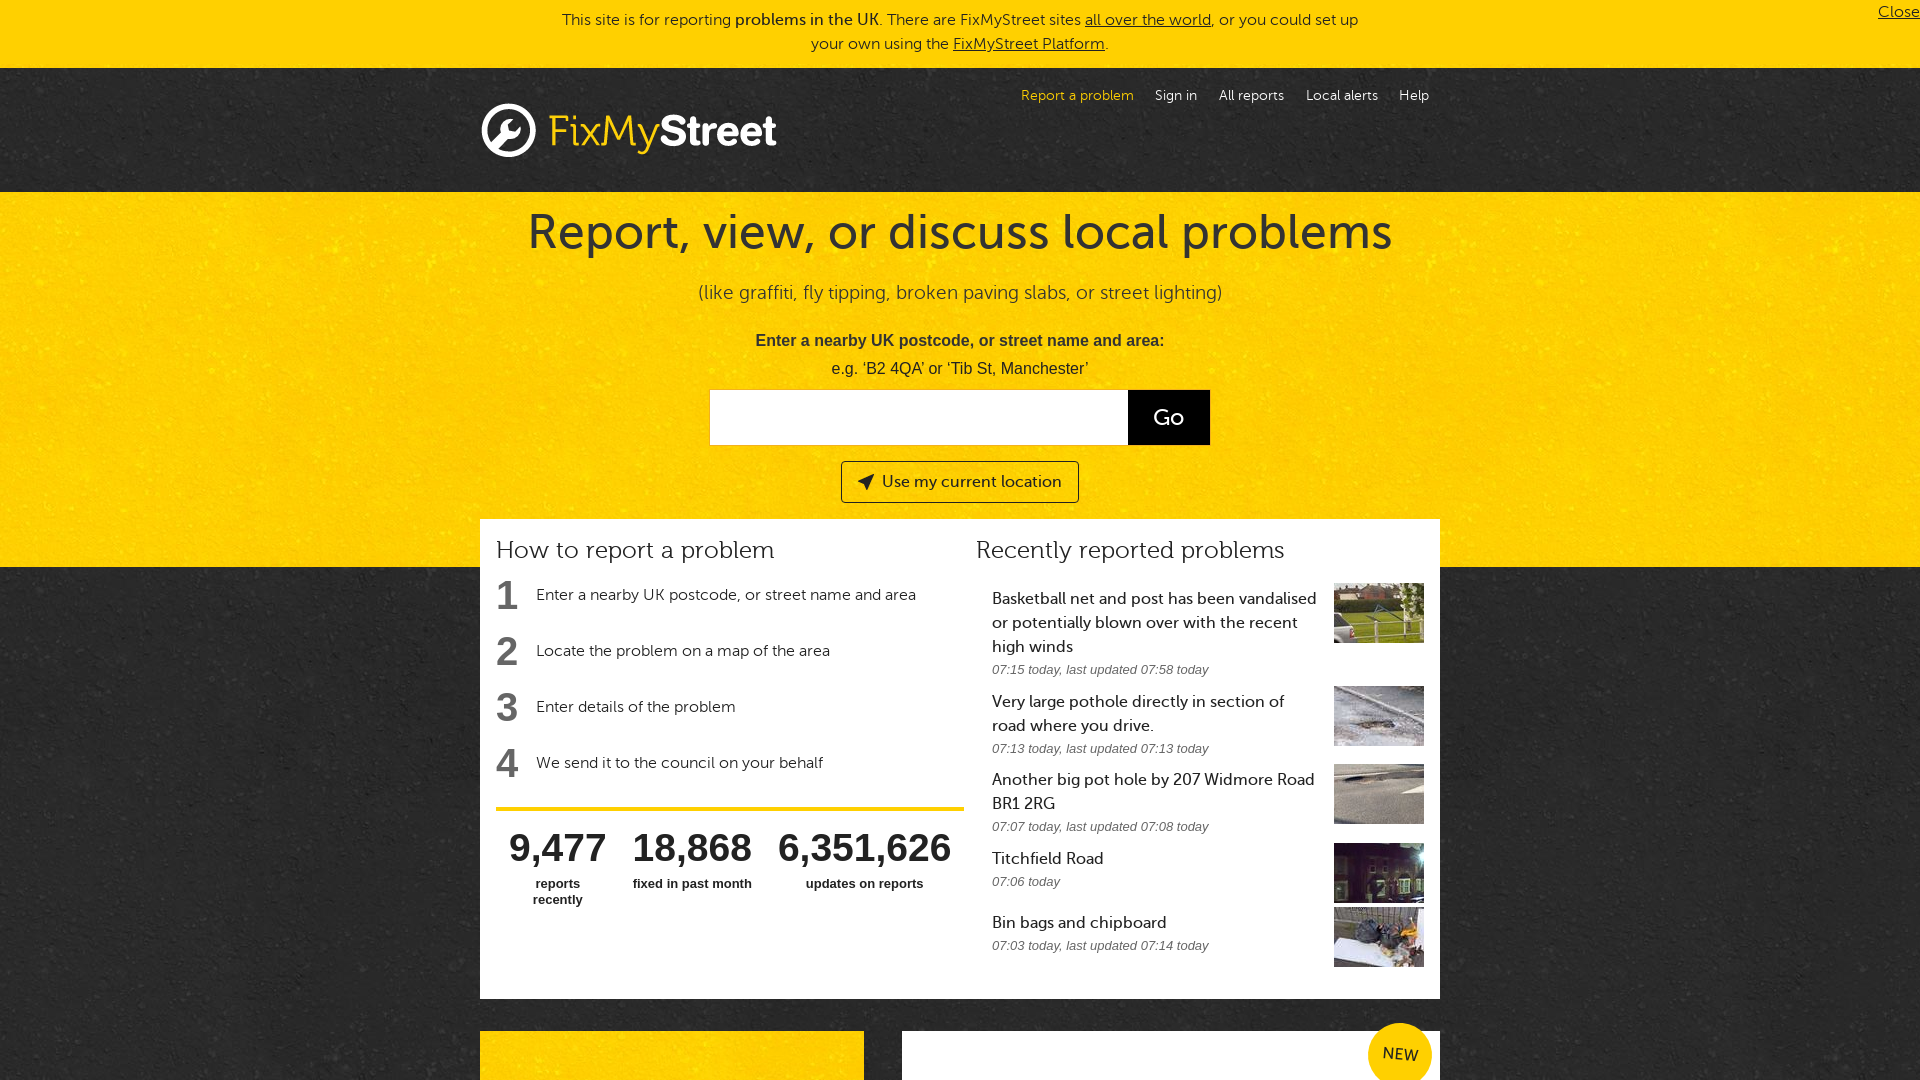 This site is for reporting problems in the UK. There are FixMyStreet sites all over the world, or you could set up
your own using the FixMyStreet Platform.
Close
Report a problem
Sign in
All reports
Local alerts
Help
FixMyStreet
Report, view, or discuss local problems
(like graffiti, fly tipping, broken paving slabs, or street lighting)
Enter a nearby UK postcode, or street name and area:
e.g. ‘B2 4QA’ or ‘Tib St, Manchester’
Go
Use my current location
How to report a problem
1 Enter a nearby UK postcode, or street name and area
2 Locate the problem on a map of the area
3 Enter details of the problem
4 We send it to the council on your behalf
9,477
reports
recently
18,868
fixed in past month
6,351,626
updates on reports
Recently reported problems
Basketball net and post has been vandalised
or potentially blown over with the recent
high winds
07:15 today, last updated 07:58 today
Very large pothole directly in section of
road where you drive.
07:13 today, last updated 07:13 today
Another big pot hole by 207 Widmore Road
BR1 2RG
07:07 today, last updated 07:08 today
Titchfield Road
07:06 today
Bin bags and chipboard
07:03 today, last updated 07:14 today
NEW